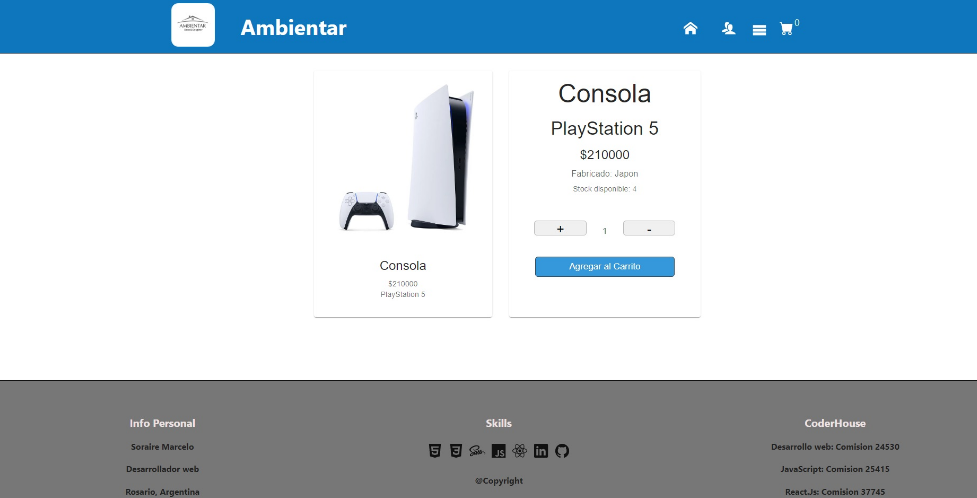 AMBIENTAR
Ambientar
0
Consola
PlayStation 5
$210000
Fabricado: Japon
Stock disponible: 4
+
1
-
Agregar al Carrito
Consola
$210000
PlayStation 5
Info Personal
Soraire Marcelo
Desarrollador web
Rosario, Argentina
Skills
JS
@Copyright
CoderHouse
Desarrollo web: Comision 24530
JavaScript: Comision 25415
ReactJs: Comision 37745